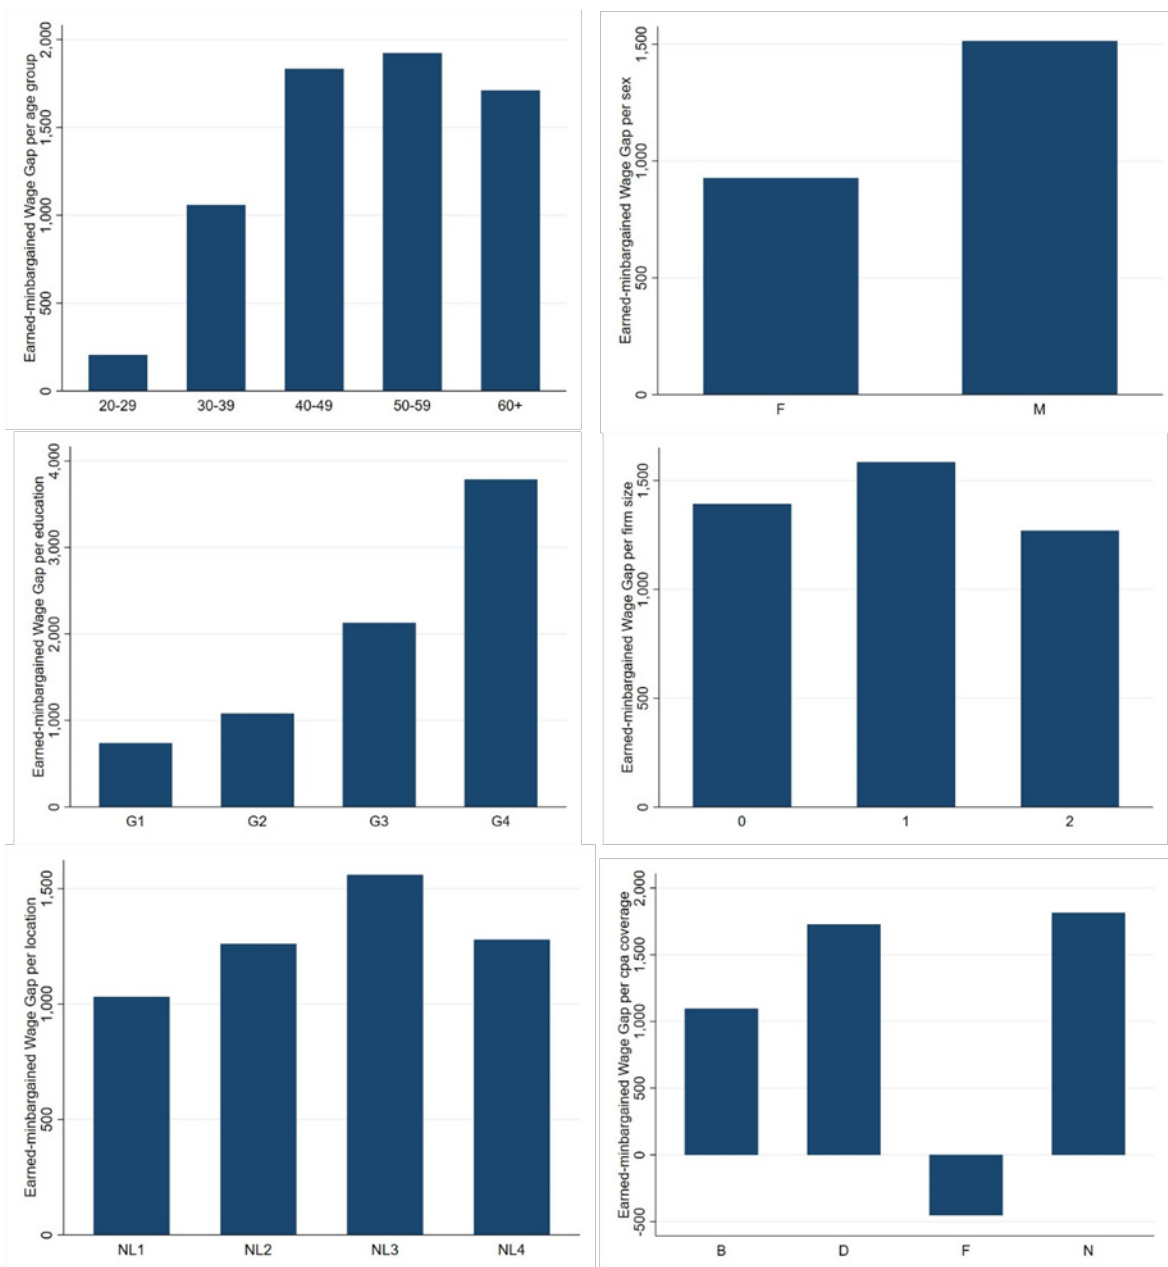 Earned-minbargained Wage Gap per age group
2,000
1,500
1,000
500
0
20-29 30-39 40-49 50-59 60+
Earned-minbargained Wage Gap per sex
1,500
1,000
500
0
F M
Earned-minbargained Wage Gap per education
4,000
3,000
2,000
1,000
0
G1 G2 G3 G4
Earned-minbargained Wage Gap per firm size
1,500
1,000
500
0
0 1 2
Earned-minbargained Wage Gap per location
1,500
1,000
500
0
NL1 NL2 NL3 NL4
Earned-minbargained Wage Gap per cpa coverage
2,000
1,500
1,000
500
0
-500
B D F N